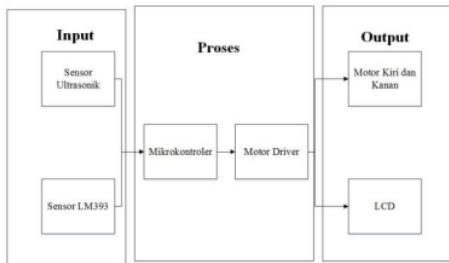 Input
Sensor
Ultrasonik
Sensor LM393
Proses
Mikrokontroler
Motor Driver
Output
Motor Kiri dan
Kanan
LCD